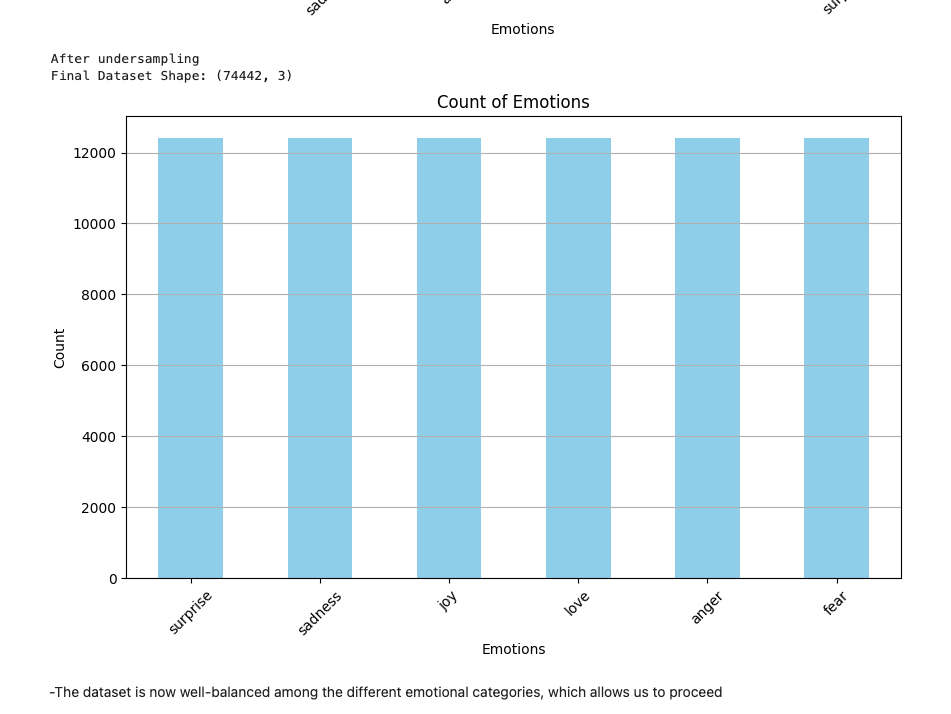 Emotions
After undersampling
Final Dataset Shape: (74442, 3)
Count of Emotions
12000
10000
8000
6000
4000
2000
0
Count
surprise
sadness
joy
love
anger
fear
Emotions
-The dataset is now well-balanced among the different emotional categories, which allows us to proceed